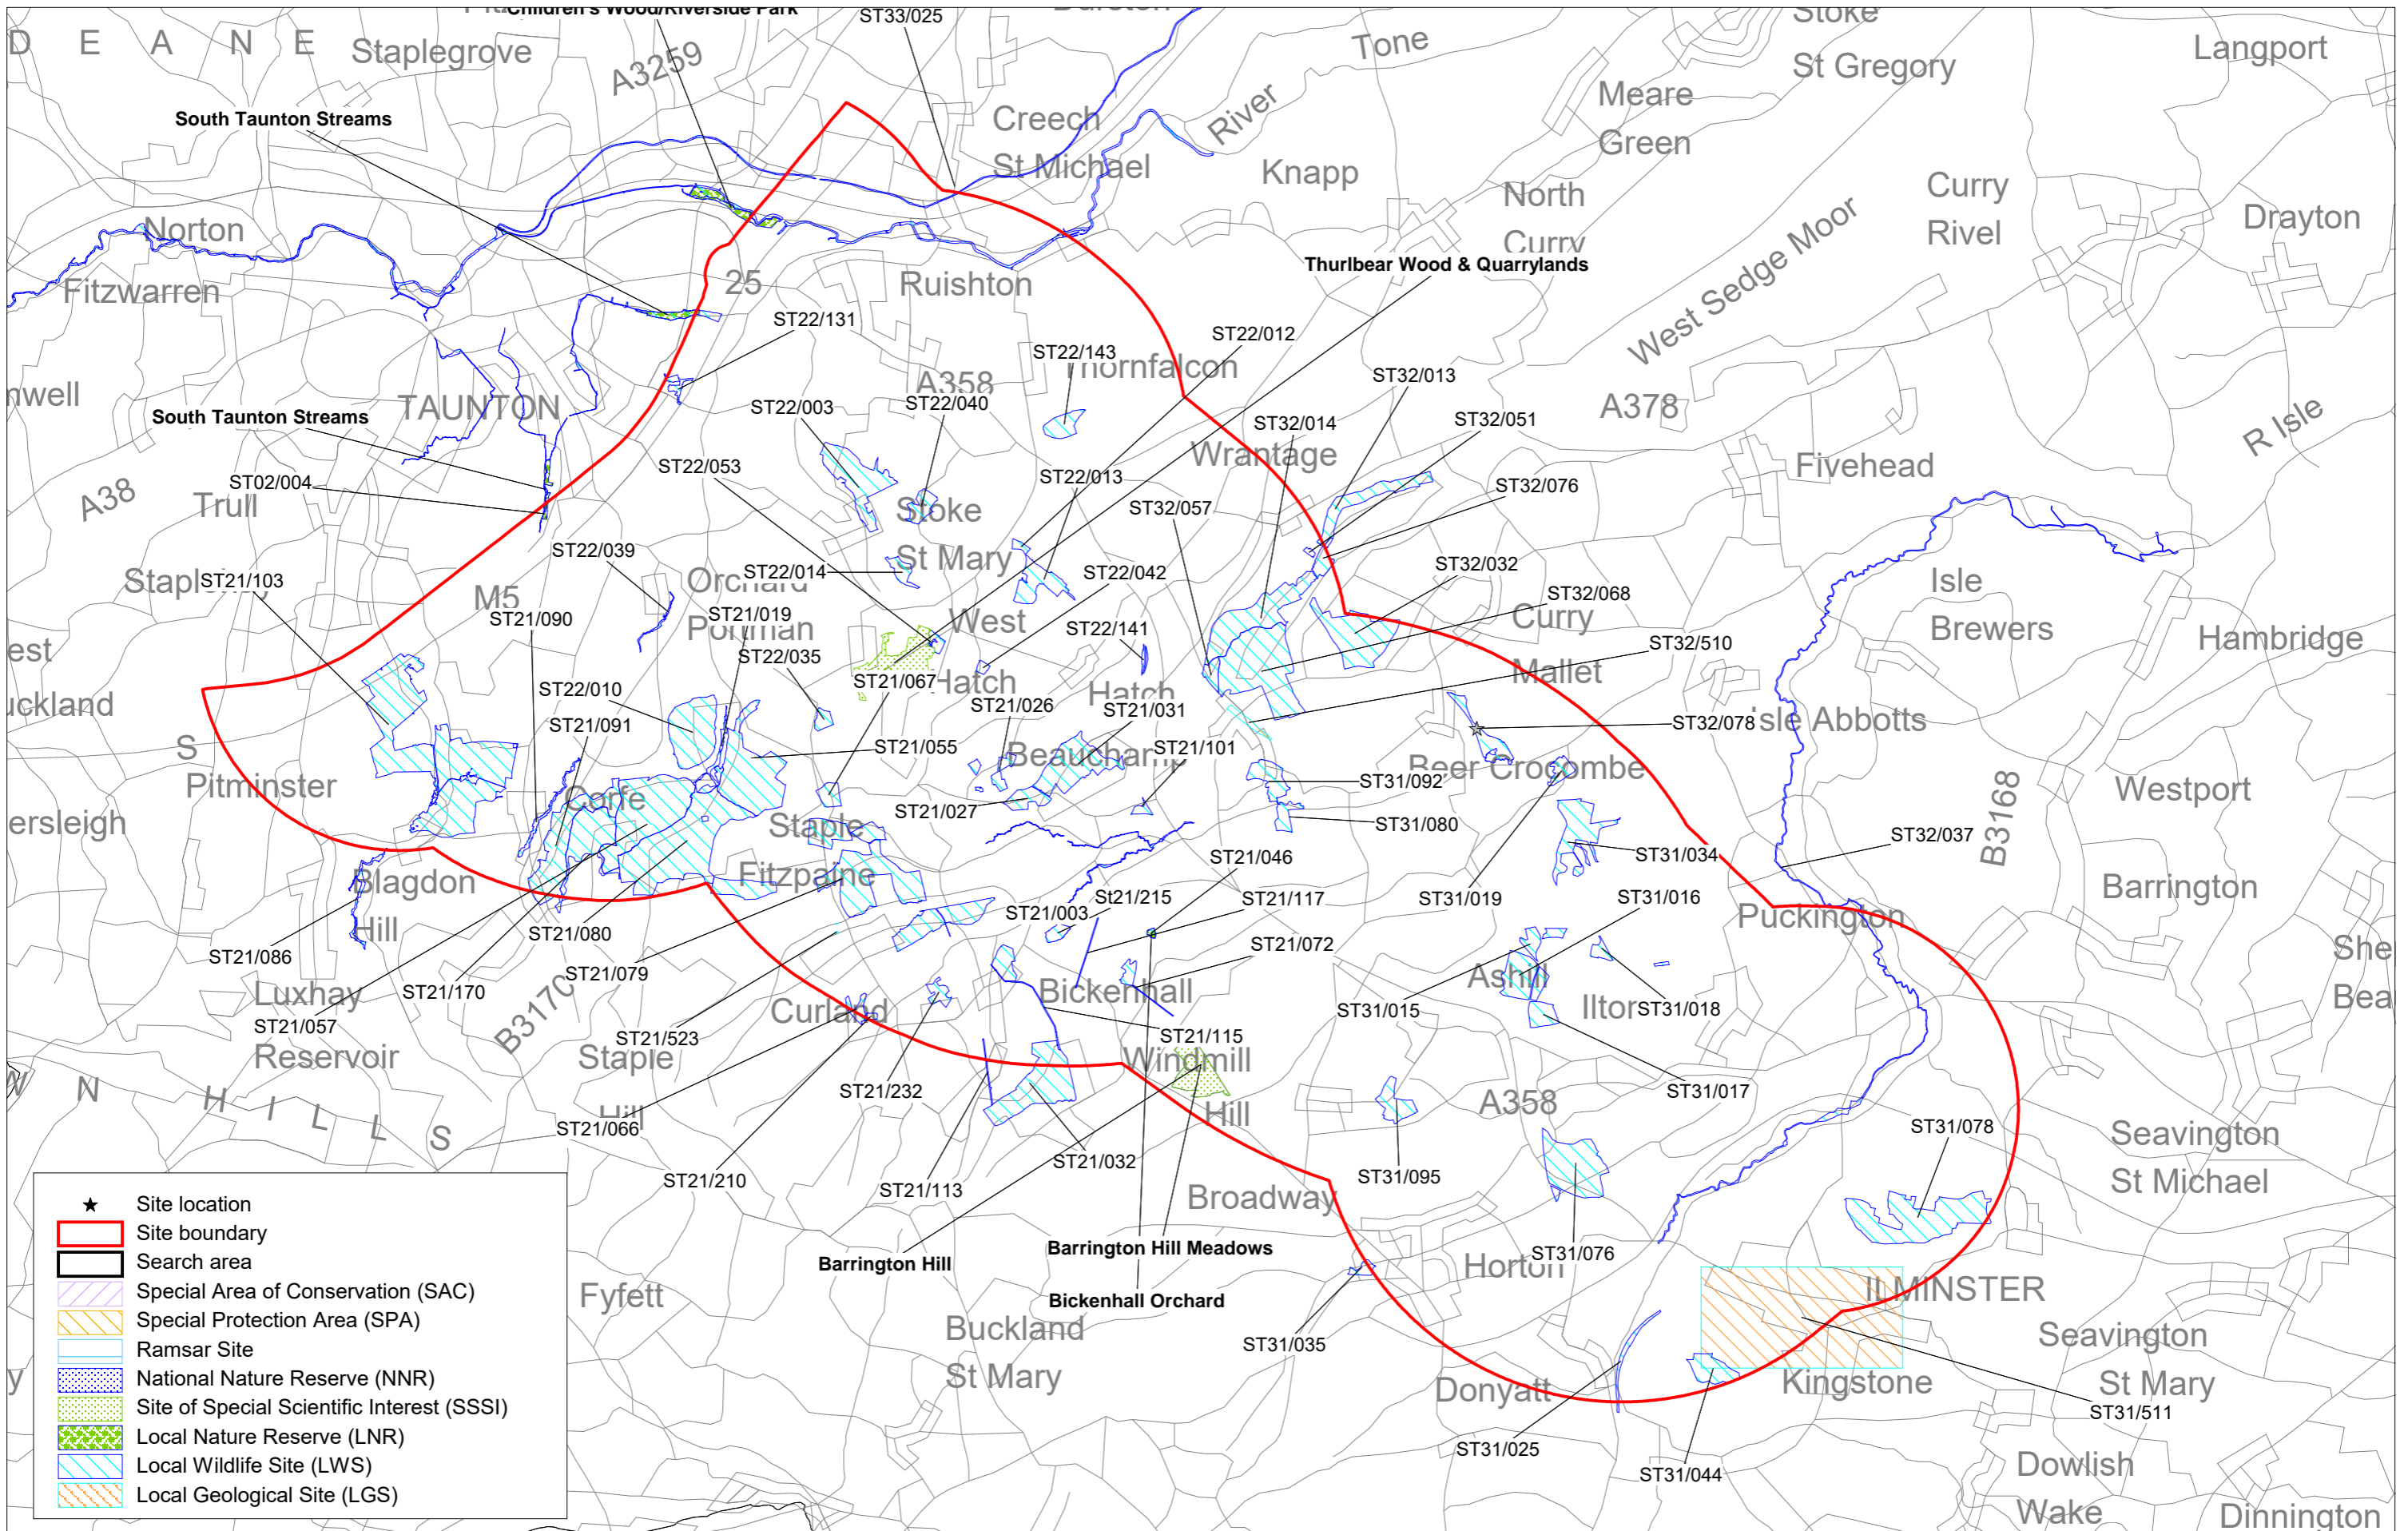 Children's Wood/Riverside Park
ST33/025
D E A N E
Staplegrove
A3259
Tone
Stoke
St Gregory
Langport
South Taunton Streams
Creech
St Michael
River
Meare
Green
Knapp
North
Curry
Curry
Rivel
Drayton
West Sedge Moor
Norton
Fitzwarren
25
Ruishton
Thurlbear Wood & Quarrylands
ST22/131
ST22/012
ST22/143
Thornfalcon
ST32/013
A358
ST22/040
ST22/003
TAUNTON
South Taunton Streams
ST32/014
ST32/051
A378
R Isle
Wrantage
Fivehead
ST22/053
ST22/013
ST32/076
ST02/004
A38
Trull
ST32/057
Stoke
St Mary
ST22/039
ST22/014
ST22/042
ST32/032
ST32/068
ST21/103
Orchard
Portman
M5
ST21/090
ST21/019
West
Hatch
ST22/141
Curry
Mallet
ST32/510
Isle
Brewers
Hambridge
ST22/035
ST21/067
ST22/010
ST21/026
Hatch
Beauchamp
ST21/031
ST32/078
Isle Abbotts
ST21/091
ST21/055
ST21/101
S
Pitminster
Beer Crocombe
ST31/092
B3168
Westport
ST21/027
Corfe
Staple
Fitzpaine
ST31/080
ST32/037
ST31/034
ST21/046
Blagdon
Hill
St21/215
ST21/003
ST21/117
ST31/019
ST31/016
Barrington
Puckington
ST21/080
ST21/072
ST21/086
ST21/079
ST21/170
Luxhay
Reservoir
B3170
Bickenhall
Ashill
ST31/015
ST31/018
ST21/057
ST21/523
Staple
Curland
ST21/115
Windmill
Hill
W N H I L L S
ST21/232
ST31/017
A358
ST21/066
ST21/032
ST31/078
Seavington
St Michael
ST21/210
ST21/113
ST31/095
Broadway
Barrington Hill
Barrington Hill Meadows
ST31/076
Horton
Bickenhall Orchard
ILMINSTER
Fyfett
Buckland
St Mary
ST31/035
Seavington
St Mary
Donyatt
Kingstone
ST31/511
ST31/025
ST31/044
Dowlish
Wake
Dinnington
Site location
Site boundary
Search area
Special Area of Conservation (SAC)
Special Protection Area (SPA)
Ramsar Site
National Nature Reserve (NNR)
Site of Special Scientific Interest (SSSI)
Local Nature Reserve (LNR)
Local Wildlife Site (LWS)
Local Geological Site (LGS)